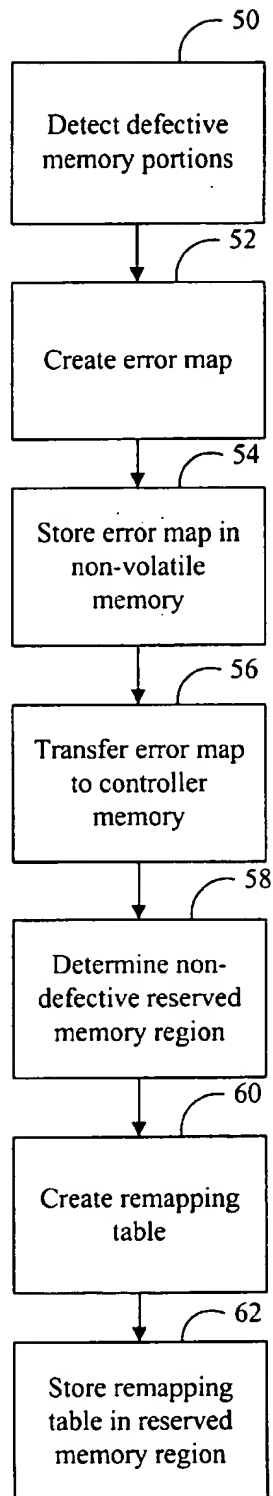 50
Detect defective
memory portions
52
Create error map
54
Store error map in
non-volatile
memory
56
Transfer error map
to controller
memory
58
Determine non-
defective reserved
memory region
60
Create remapping
table
62
Store remapping
table in reserved
memory region